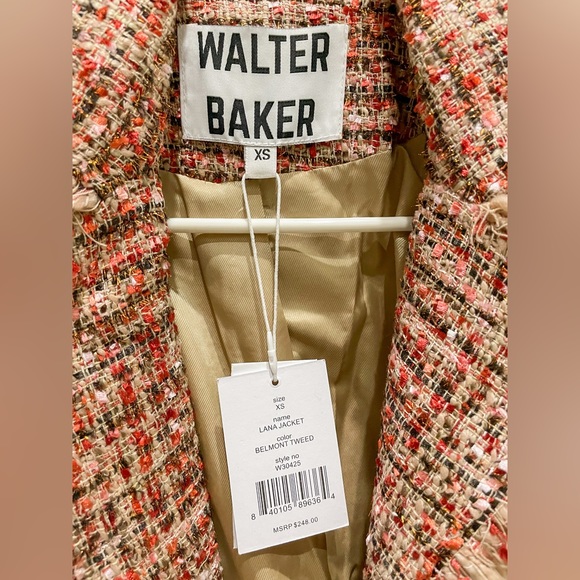 WALTER
BAKER
XS
size
XS
name
LANA JACKET
color
BELMONT TWEED
style no
W30425
8 40105 89636 4
MSRP $248.00